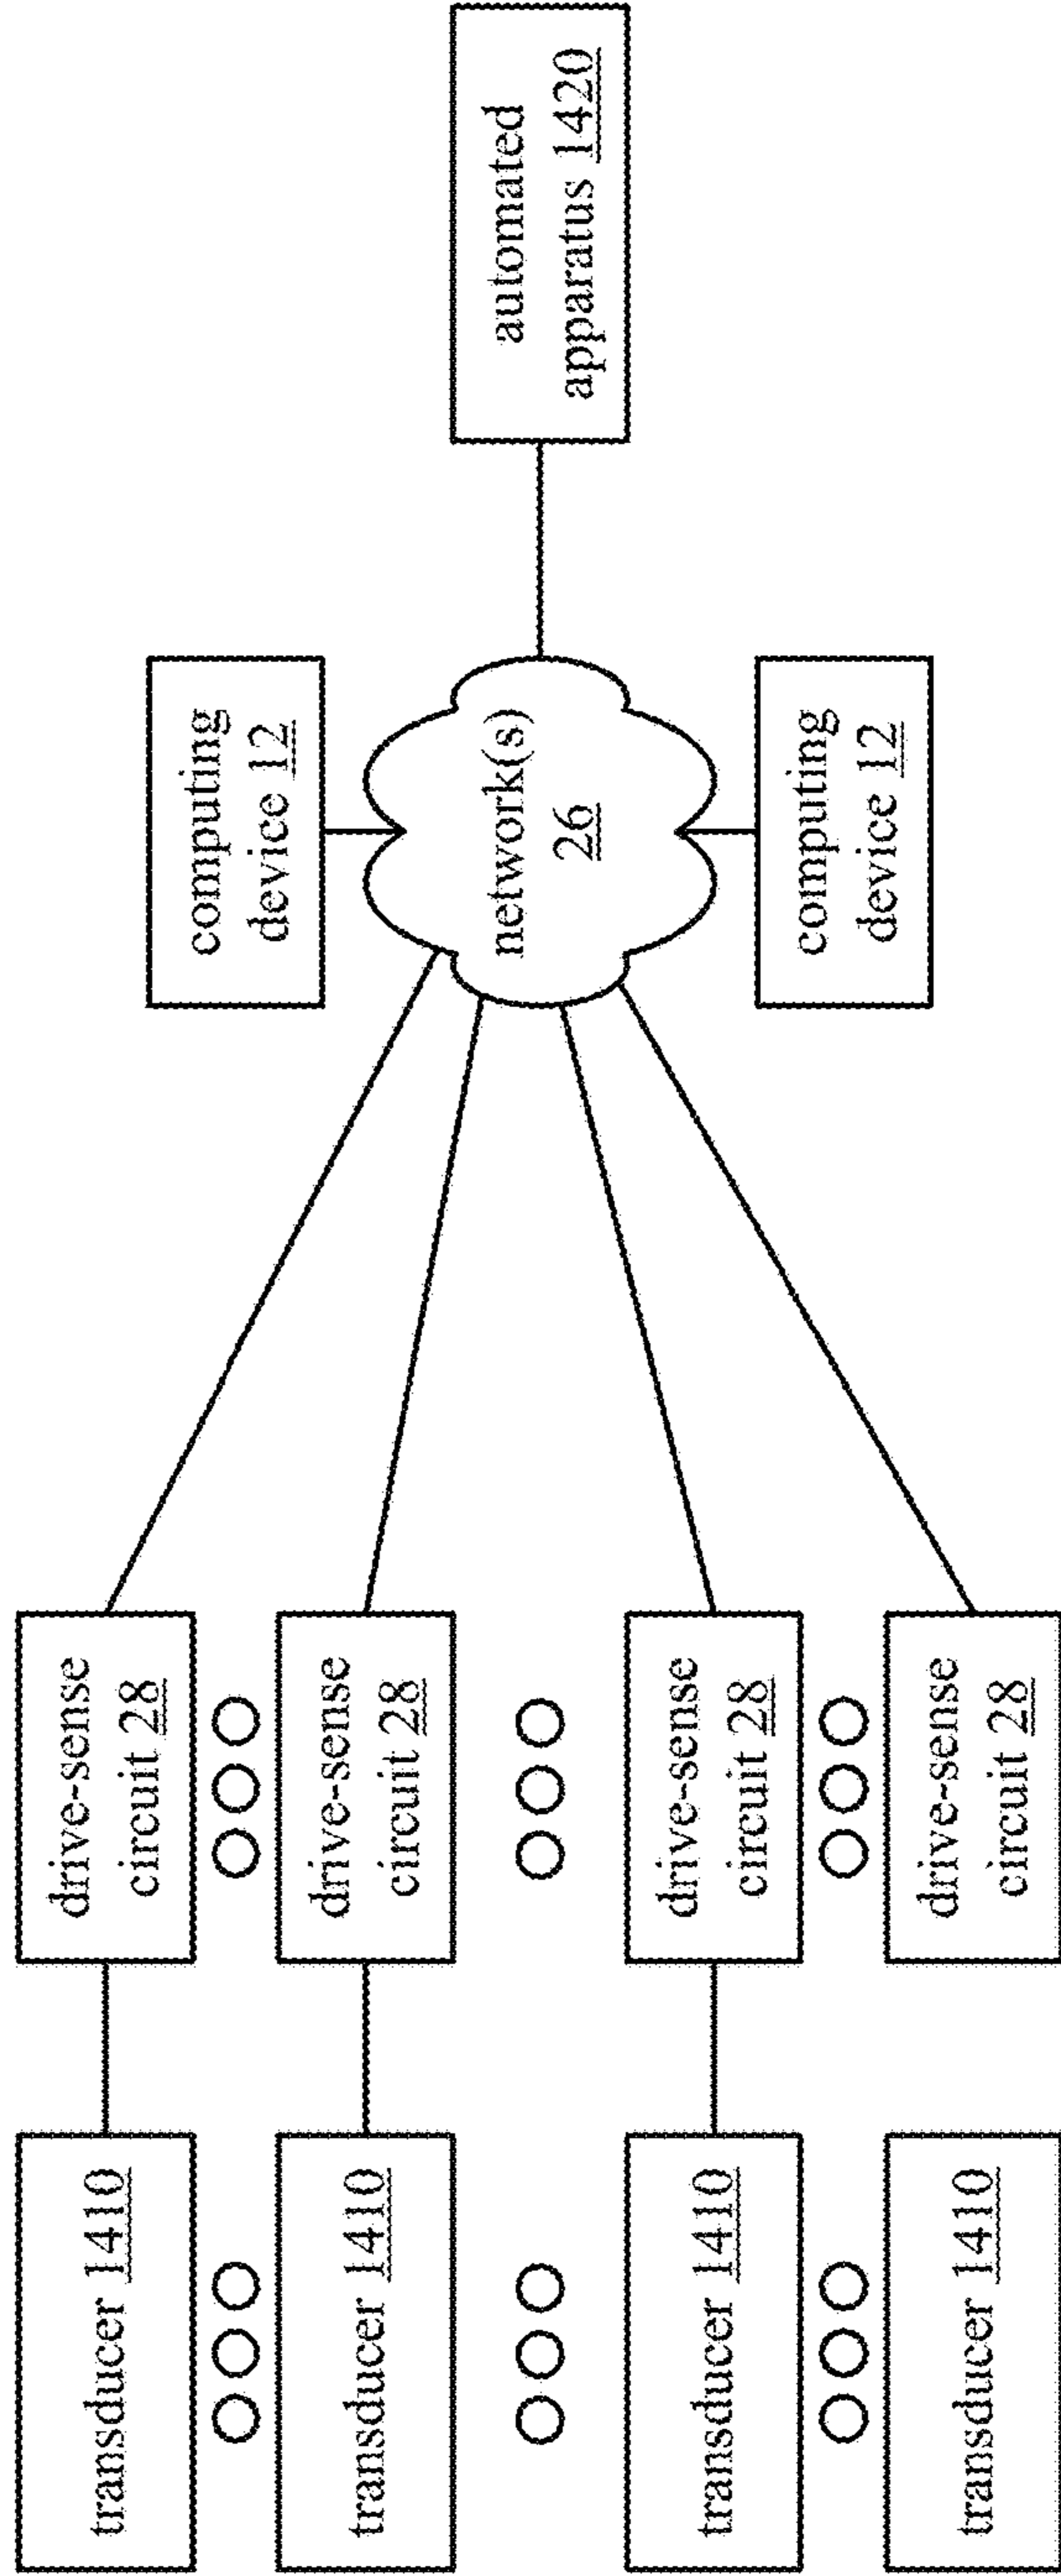 transducer 1410
drive-sense
circuit 28
transducer 1410
drive-sense
circuit 28
transducer 1410
drive-sense
circuit 28
transducer 1410
drive-sense
circuit 28
computing
device 12
network(s)
26
computing
device 12
automated
apparatus 1420